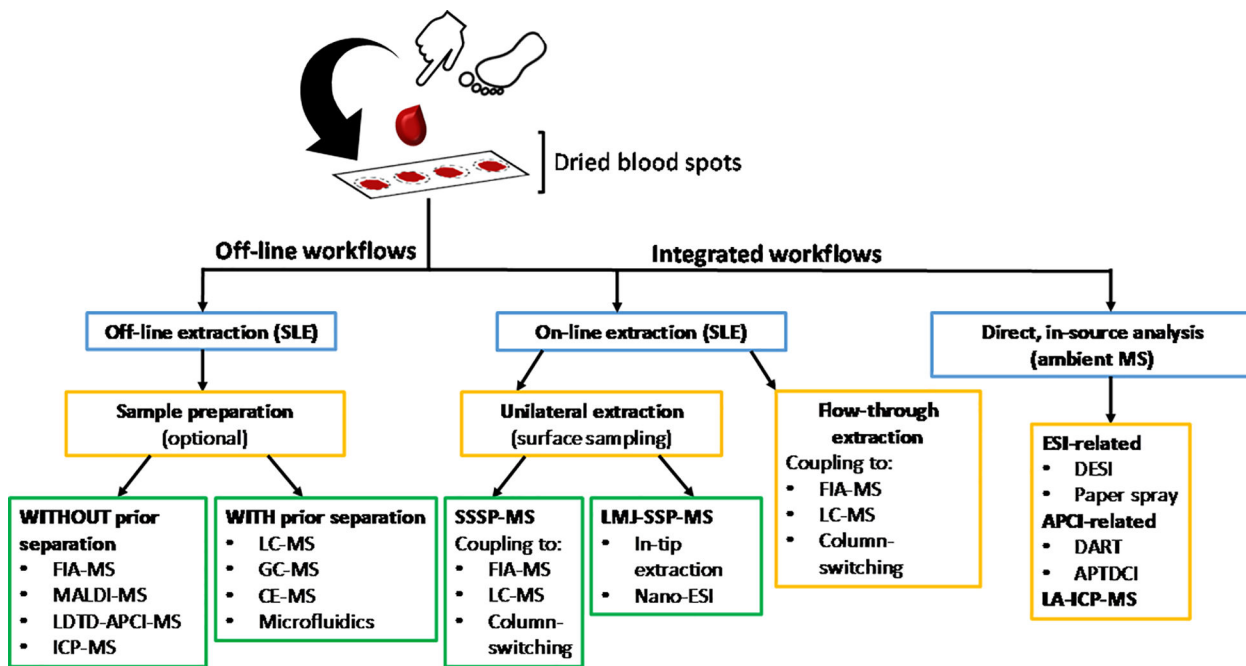 Dried blood spots
Off-line workflows
Integrated workflows
Off-line extraction (SLE)
On-line extraction (SLE)
Direct, in-source analysis
(ambient MS)
Sample preparation
(optional)
Unilateral extraction
(surface sampling)
Flow-through
extraction
Coupling to:
• FIA-MS
• LC-MS
• Column-
switching
ESI-related
• DESI
• Paper spray
APCI-related
• DART
• APTDCI
LA-ICP-MS
WITHOUT prior
separation
• FIA-MS
• MALDI-MS
• LDTD-APCI-MS
• ICP-MS
WITH prior separation
• LC-MS
• GC-MS
• CE-MS
• Microfluidics
SSSP-MS
Coupling to:
• FIA-MS
• LC-MS
• Column-
switching
LMJ-SSP-MS
• In-tip
extraction
• Nano-ESI